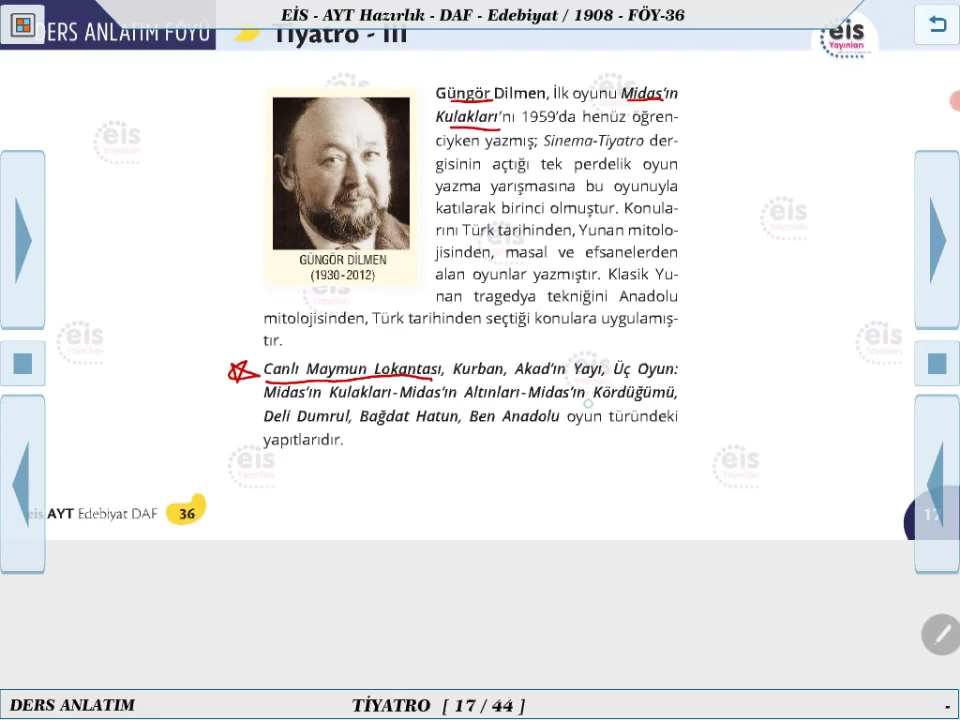 EİS - AYT Hazırlık - DAF - Edebiyat / 1908 - FÖY-36
DERS ANLATIM FÖYÜ
Tiyatro - III
eis
Yayınları
Güngör Dilmen, İlk oyunu Midas'ın
Kulakları'nı 1959'da henüz öğren-
ciyken yazmış; Sinema-Tiyatro der-
gisinin açtığı tek perdelik oyun
yazma yarışmasına bu oyunuyla
katılarak birinci olmuştur. Konula-
rını Türk tarihinden, Yunan mitolo-
jisinden, masal ve efsanelerden
alan oyunlar yazmıştır. Klasik Yu-
nan tragedya tekniğini Anadolu
mitolojisinden, Türk tarihinden seçtiği konulara uygulamış-
tır.
GÜNGÖR DİLMEN
(1930-2012)
Canlı Maymun Lokantası, Kurban, Akad'ın Yayı, Üç Oyun:
Midas'ın Kulakları-Midas'ın Altınları-Midas'ın Kördüğümü,
Deli Dumrul, Bağdat Hatun, Ben Anadolu oyun türündeki
yapıtlarıdır.
eis AYT Edebiyat DAF 36
17
DERS ANLATIM
TİYATRO [ 17 / 44 ]
-